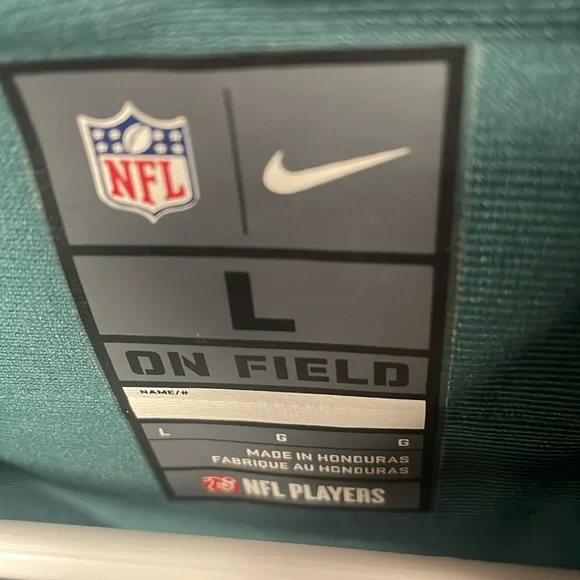 NFL
L
ON FIELD
NAME/#
L G G
MADE IN HONDURAS
FABRIQUE AU HONDURAS
NFL PLAYERS